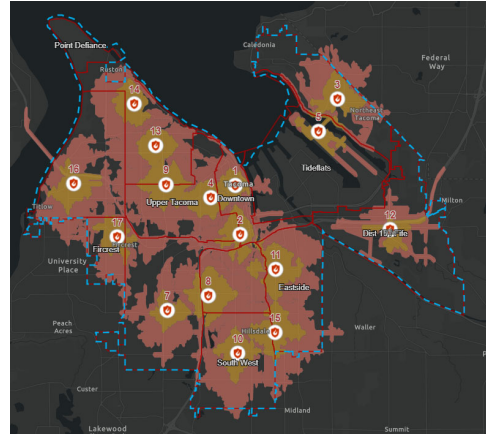 Caledonia
Federal
Way
Point Defiance
Ruston
14
3
Northeast
Tacoma
5
13
Tideflats
9
16
4
1
Tacoma
Downtown
Titlow
Upper Tacoma
Milton
12
2
17
Fircrest
University
Place
11
Eastside
8
7
Peach
Acres
Hillsdale
15
Waller
10
South West
Custer
Midland
Lakewood
Summit